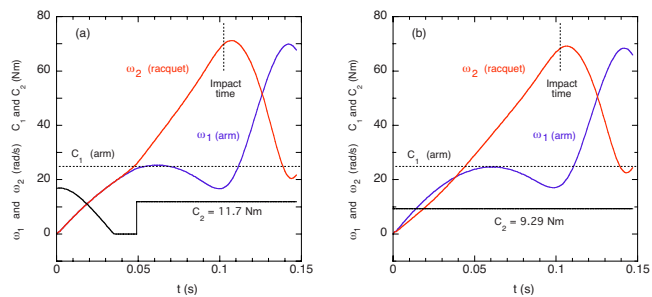 (a)
80
60
40
20
0
ω1 and ω2 (rad/s) C1 and C2 (Nm)
ω2 (racquet)
Impact
time
ω1 (arm)
C1 (arm)
C2 = 11.7 Nm
0 0.05 0.1 0.15
t (s)
(b)
80
60
40
20
0
ω1 and ω2 (rad/s) C1 and C2 (Nm)
ω2 (racquet)
Impact
time
ω1 (arm)
C1 (arm)
C2 = 9.29 Nm
0 0.05 0.1 0.15
t (s)